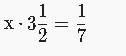 x · 3 1/2 = 1/7